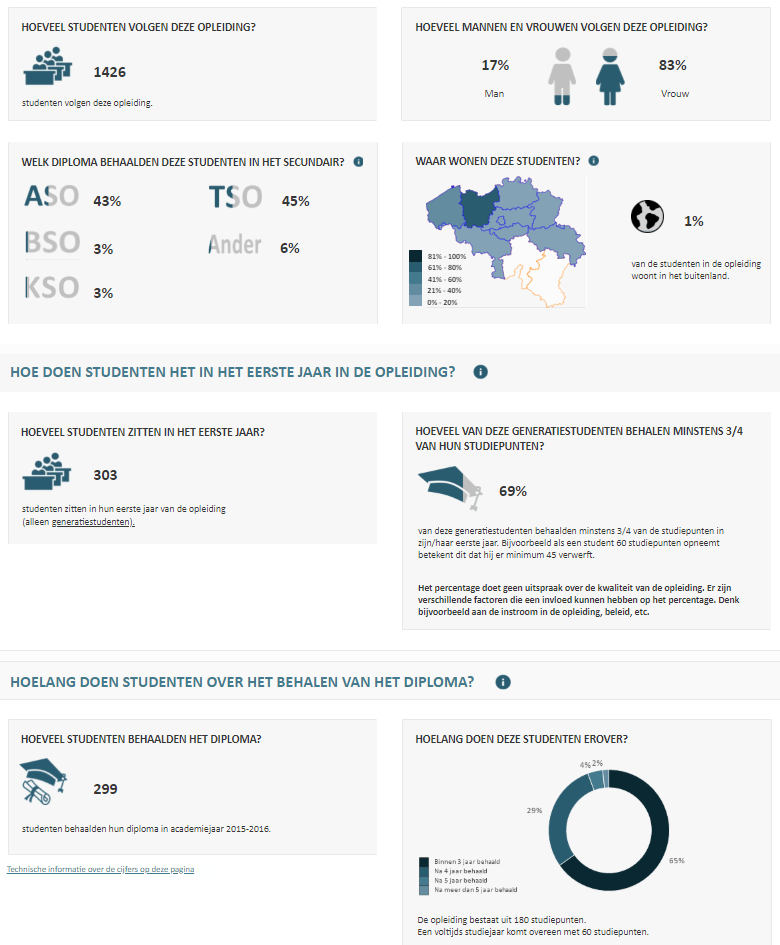 HOEVEEL STUDENTEN VOLGEN DEZE OPLEIDING?
1426
studenten volgen deze opleiding.
HOEVEEL MANNEN EN VROUWEN VOLGEN DEZE OPLEIDING?
17%
Man
83%
Vrouw
WELK DIPLOMA BEHAALDEN DEZE STUDENTEN IN HET SECUNDAIR?
ASO 43%
TSO 45%
BSO 3%
Ander 6%
KSO 3%
WAAR WONEN DEZE STUDENTEN?
81% - 100%
61% - 80%
41% - 60%
21% - 40%
0% - 20%
1%
van de studenten in de opleiding
woont in het buitenland.
HOE DOEN STUDENTEN HET IN HET EERSTE JAAR IN DE OPLEIDING?
HOEVEEL STUDENTEN ZITTEN IN HET EERSTE JAAR?
303
studenten zitten in hun eerste jaar van de opleiding
(alleen generatiestudenten).
HOEVEEL VAN DEZE GENERATIESTUDENTEN BEHALEN MINSTENS 3/4
VAN HUN STUDIEPUNTEN?
69%
van deze generatiestudenten behaalden minstens 3/4 van de studiepunten in
zijn/haar eerste jaar. Bijvoorbeeld als een student 60 studiepunten opneemt
betekent dit dat hij er minimum 45 verwerft.
Het percentage doet geen uitspraak over de kwaliteit van de opleiding. Er zijn
verschillende factoren die een invloed kunnen hebben op het percentage. Denk
bijvoorbeeld aan de instroom in de opleiding, beleid, etc.
HOELANG DOEN STUDENTEN OVER HET BEHALEN VAN HET DIPLOMA?
HOEVEEL STUDENTEN BEHAALDEN HET DIPLOMA?
299
studenten behaalden hun diploma in academiejaar 2015-2016.
Technische informatie over de cijfers op deze pagina
HOELANG DOEN DEZE STUDENTEN EROVER?
4% 2%
29%
65%
Binnen 3 jaar behaald
Na 4 jaar behaald
Na 5 jaar behaald
Na meer dan 5 jaar behaald
De opleiding bestaat uit 180 studiepunten.
Een voltijds studiejaar komt overeen met 60 studiepunten.